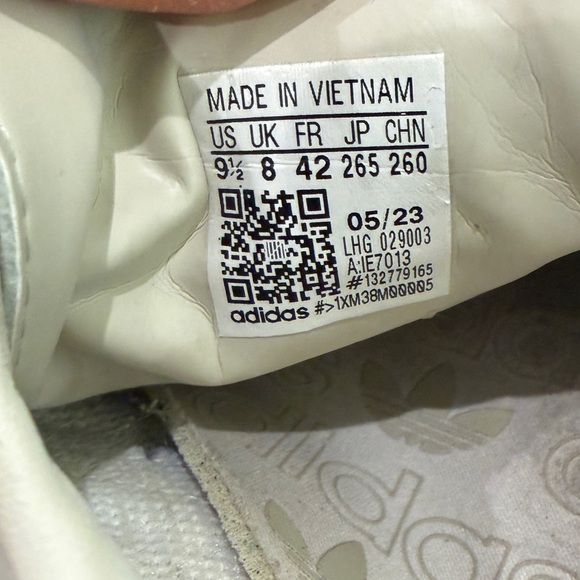 MADE IN VIETNAM
US UK FR JP CHN
9½ 8 42 265 260
05/23
LHG 029003
A:IE7013
#132779165
adidas #>1XM38M00005
adidas